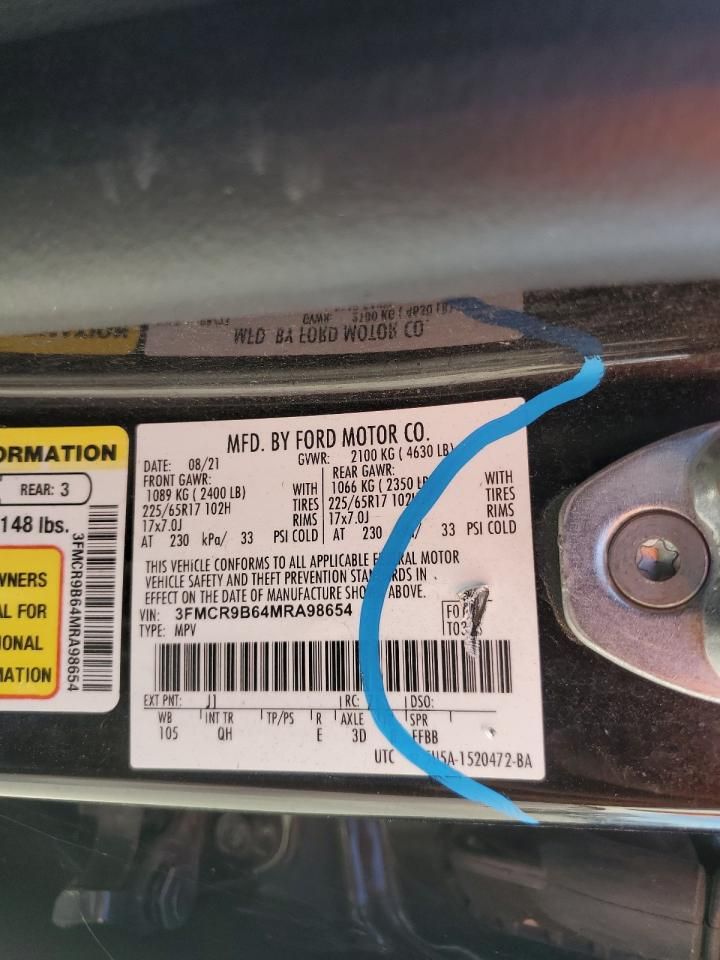 MFD. BY FORD MOTOR CO.
GVWR: 2100 KG ( 4630 LB)
ORMATION
REAR: 3
148 lbs.
WNERS
AL FOR
IONAL
MATION
3FMCR9B64MRA98654
MFD. BY FORD MOTOR CO.
DATE: 08/21 GVWR: 2100 KG ( 4630 LB)
FRONT GAWR: REAR GAWR:
1089 KG ( 2400 LB) WITH 1066 KG ( 2350 LB) WITH
225/65R17 102H TIRES 225/65R17 102H TIRES
17x7.0J RIMS 17x7.0J RIMS
AT 230 kPa/ 33 PSI COLD AT 230 33 PSI COLD
THIS VEHICLE CONFORMS TO ALL APPLICABLE FEDERAL MOTOR
VEHICLE SAFETY AND THEFT PREVENTION STANDARDS IN
EFFECT ON THE DATE OF MANUFACTURE SHOWN ABOVE.
VIN: 3FMCR9B64MRA98654
TYPE: MPV
EXT PNT: J1 RC: DSO:
WB INT TR TP/PS R AXLE SPR
105 QH E 3D FFBB
UTC 5A-1520472-BA